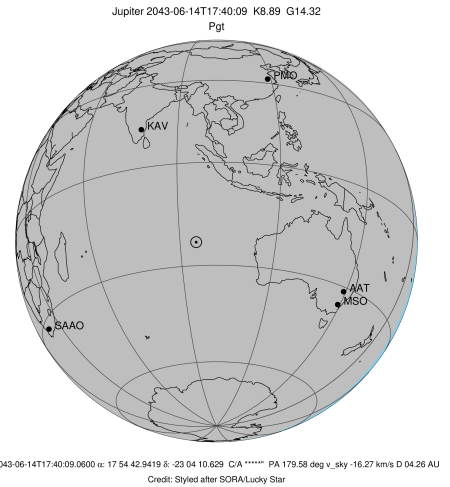 Jupiter 2043-06-14T17:40:09 K8.89 G14.32
Pgt
PMO
KAV
AAT
MSO
SAAO
043-06-14T17:40:09.0600 α: 17 54 42.9419 δ: -23 04 10.629 C/A *****" PA 179.58 deg v_sky -16.27 km/s D 04.26 AU
Credit: Styled after SORA/Lucky Star